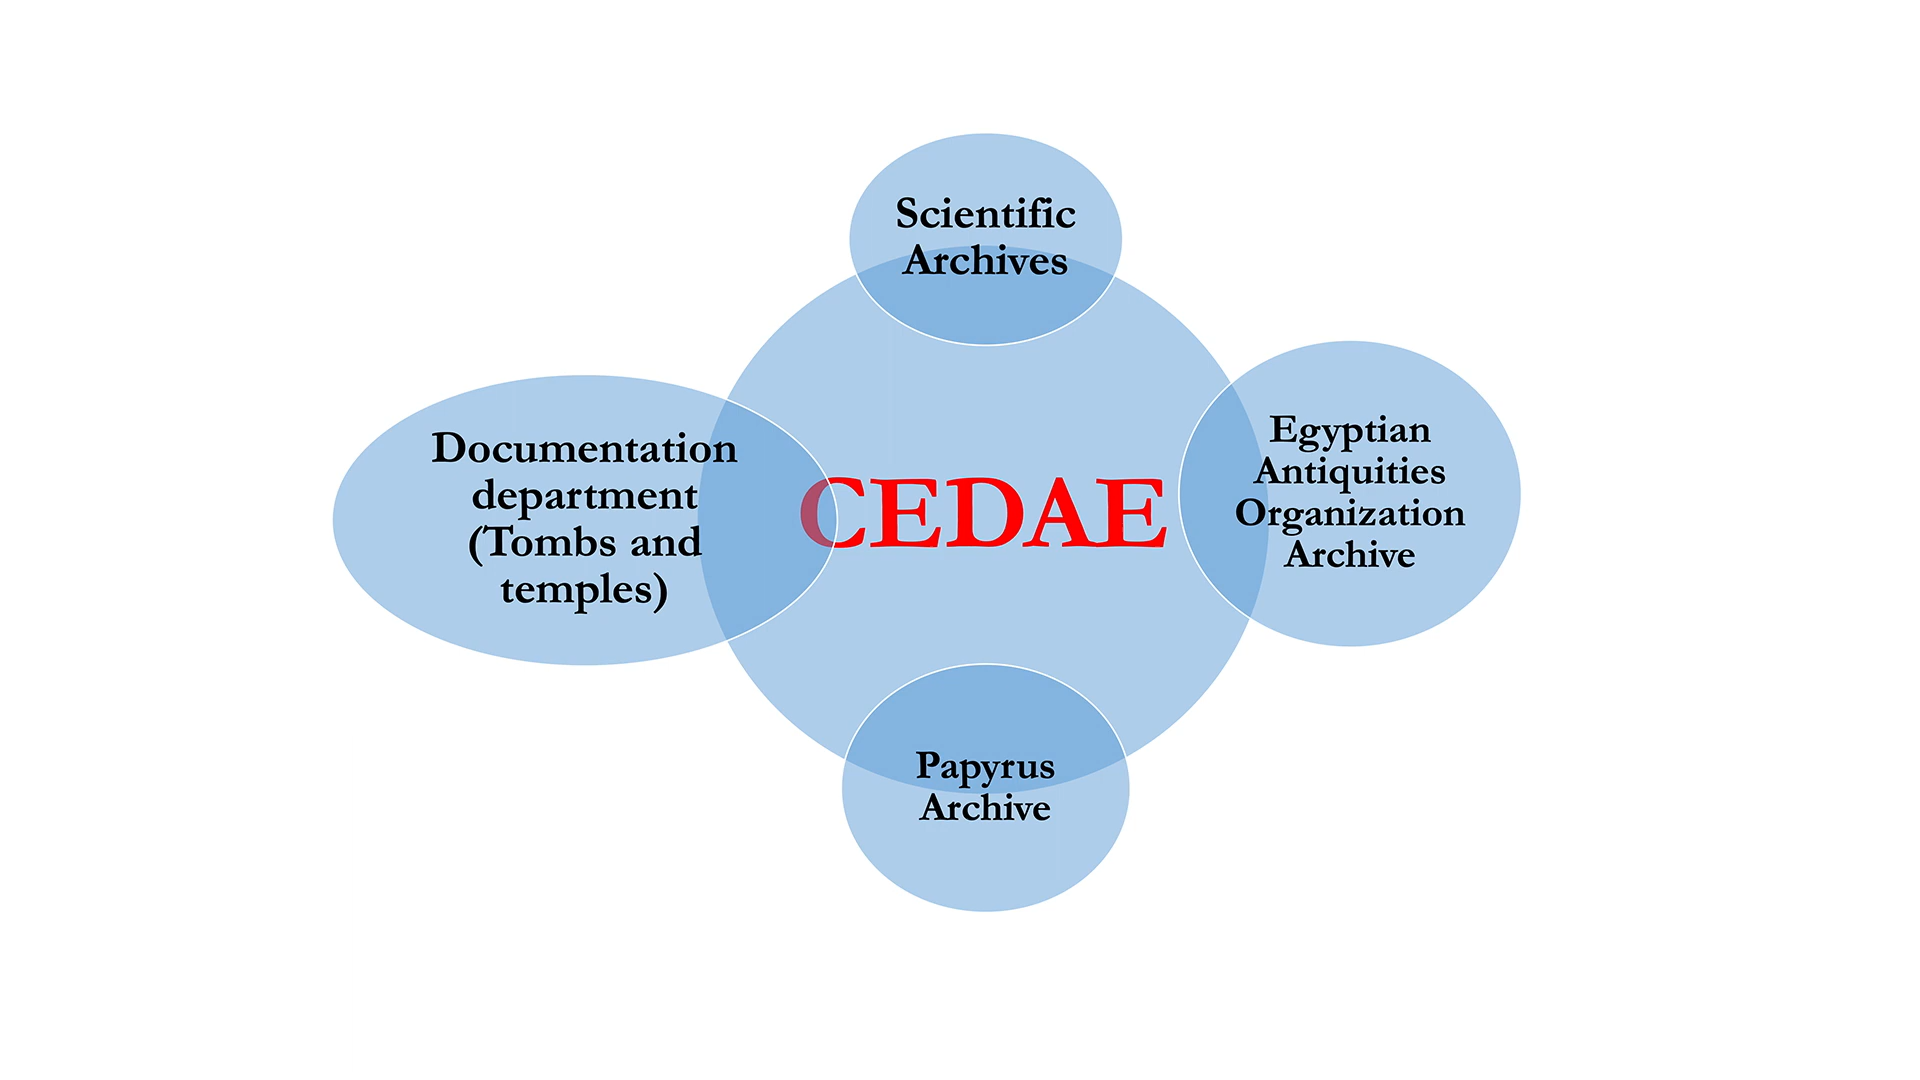 Scientific
Archives
Documentation
department
(Tombs and
temples)
CEDAE
Egyptian
Antiquities
Organization
Archive
Papyrus
Archive